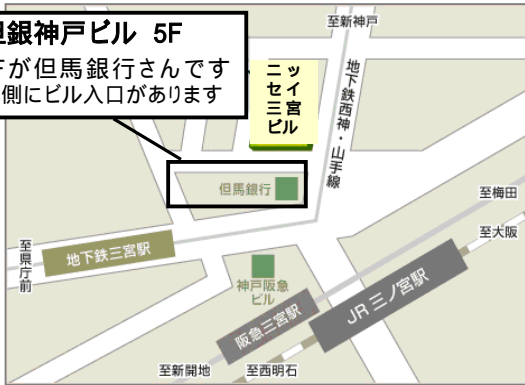 但銀神戸ビル 5F
Fが但馬銀行さんです
側にビル入口があります
至新神戸
ニッセイ三宮ビル
地下鉄西神・山手線
但馬銀行
至梅田
至大阪
至県庁前
地下鉄三宮駅
神戸阪急
ビル
JR三ノ宮駅
阪急三宮駅
至新開地
至西明石